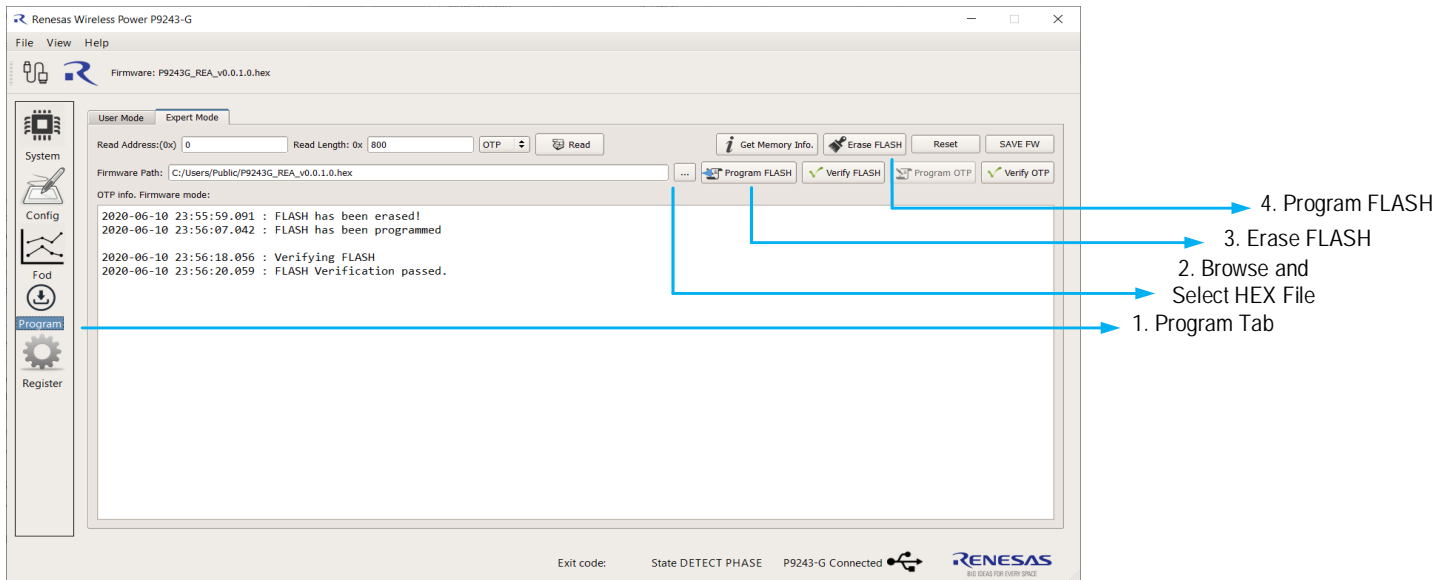 Renesas Wireless Power P9243-G
File View Help
Firmware: P9243G_REA_v0.0.1.0.hex
System
Config
Fod
Program
Register
User Mode Expert Mode
Read Address:(0x) 0 Read Length: 0x 800 OTP Read Get Memory Info. Erase FLASH Reset SAVE FW
Firmware Path: C:/Users/Public/P9243G_REA_v0.0.1.0.hex ... Program FLASH Verify FLASH Program OTP Verify OTP
OTP info. Firmware mode:
2020-06-10 23:55:59.091 : FLASH has been erased!
2020-06-10 23:56:07.042 : FLASH has been programmed
2020-06-10 23:56:18.056 : Verifying FLASH
2020-06-10 23:56:20.059 : FLASH Verification passed.
4. Program FLASH
3. Erase FLASH
2. Browse and
Select HEX File
1. Program Tab
Exit code: State DETECT PHASE P9243-G Connected RENESAS
BIG IDEAS FOR EVERY SPACE